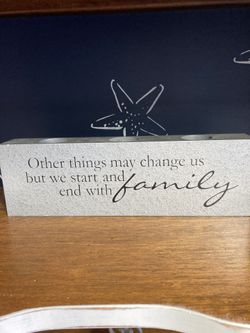 Other things may change us
but we start and
end with family